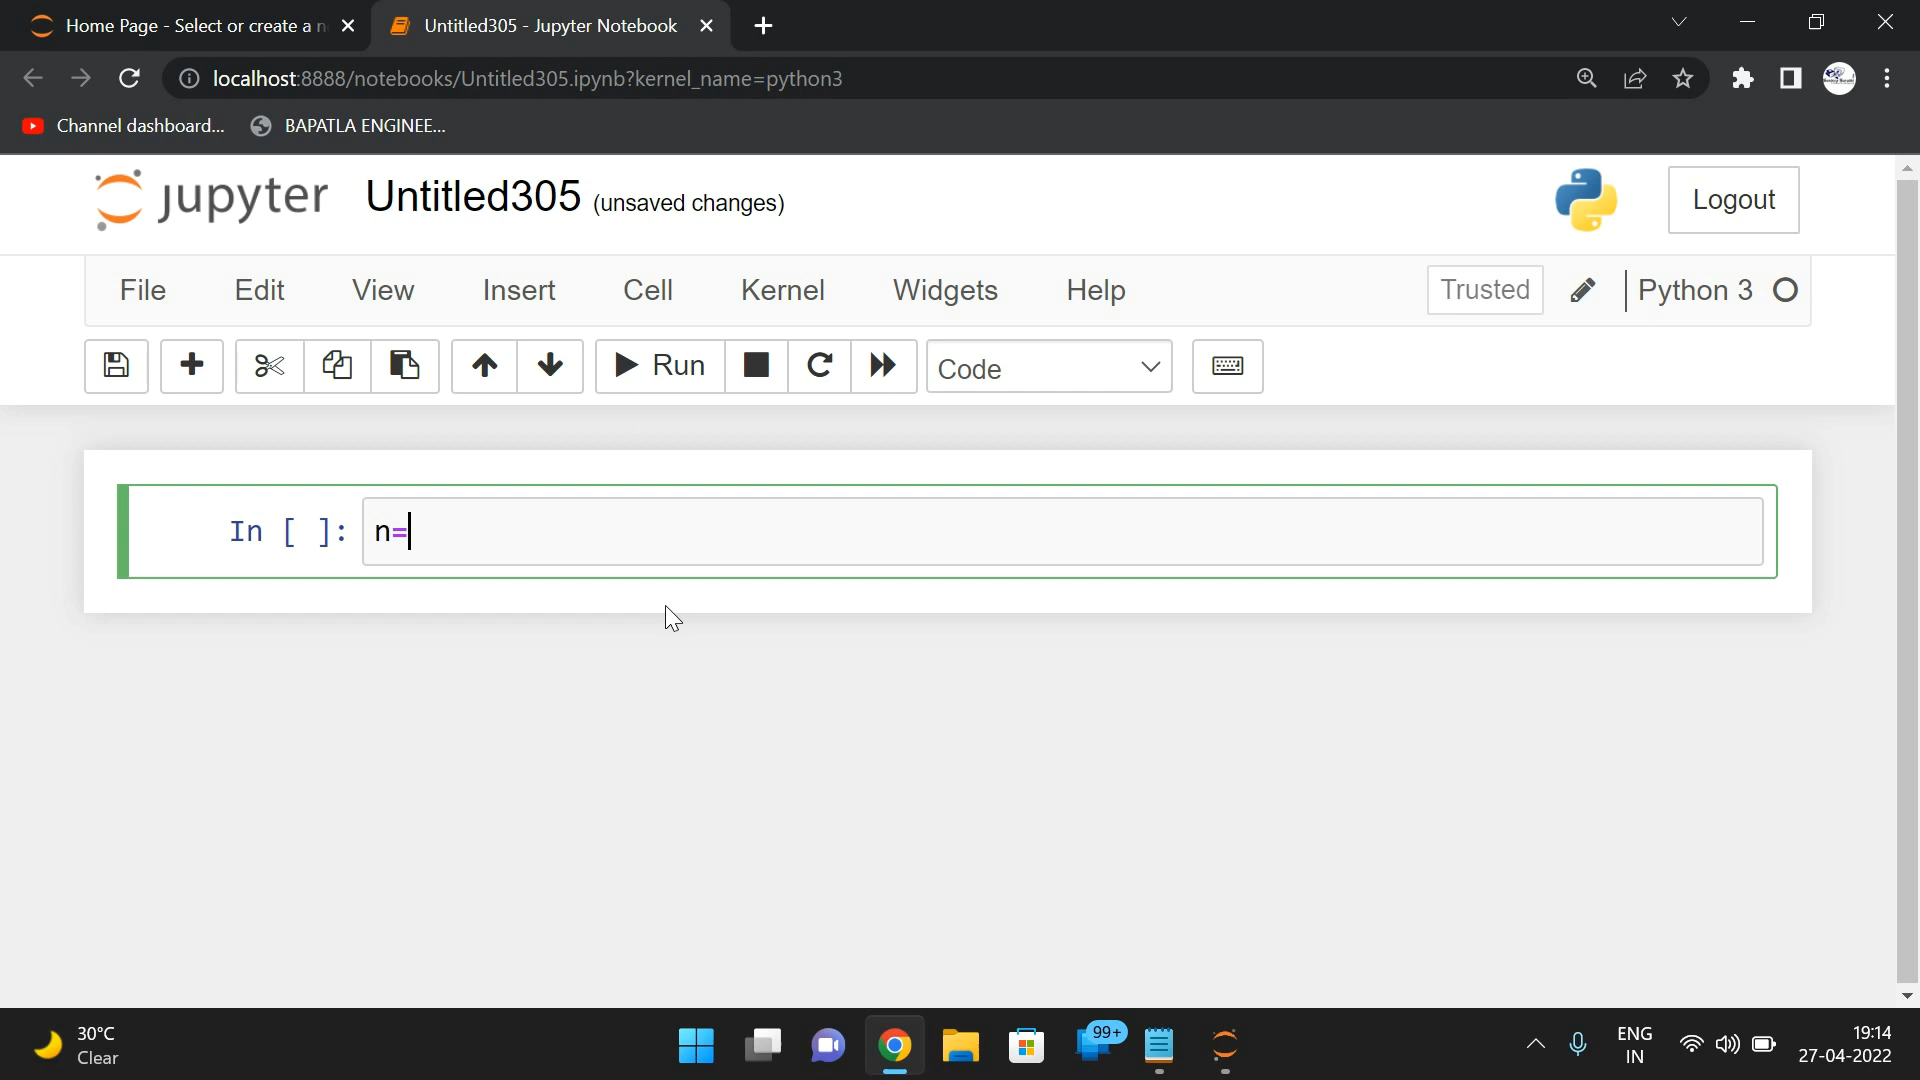 Home Page - Select or create a n
Untitled305 - Jupyter Notebook
localhost:8888/notebooks/Untitled305.ipynb?kernel_name=python3
Channel dashboard...
BAPATLA ENGINEE...
jupyter
Untitled305 (unsaved changes)
Logout
File
Edit
View
Insert
Cell
Kernel
Widgets
Help
Trusted
Python 3
Run
Code
In [ ]:
n=
30°C
Clear
99+
ENG
IN
19:14
27-04-2022